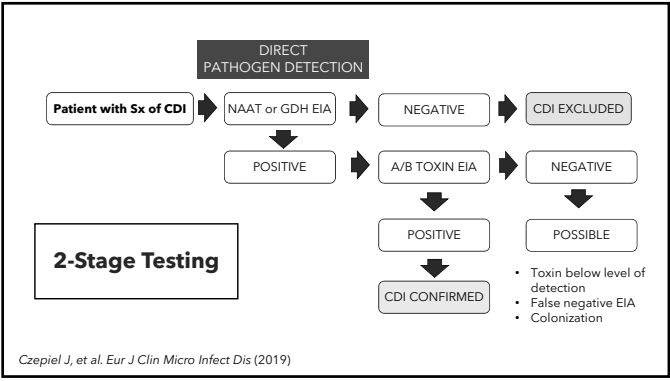 DIRECT
PATHOGEN DETECTION
Patient with Sx of CDI
NAAT or GDH EIA
NEGATIVE
CDI EXCLUDED
POSITIVE
A/B TOXIN EIA
NEGATIVE
POSITIVE
POSSIBLE
2-Stage Testing
CDI CONFIRMED
• Toxin below level of
detection
• False negative EIA
• Colonization
Czepiel J, et al. Eur J Clin Micro Infect Dis (2019)